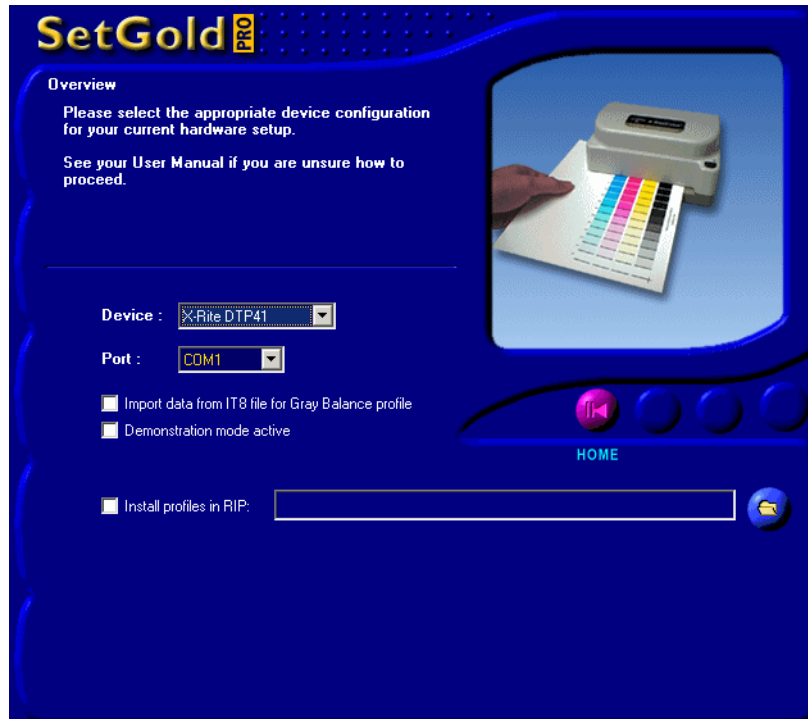 SetGold PRO
Overview
Please select the appropriate device configuration
for your current hardware setup.
See your User Manual if you are unsure how to
proceed.
Device :
X-Rite DTP41
Port :
COM1
Import data from IT8 file for Gray Balance profile
Demonstration mode active
HOME
Install profiles in RIP: